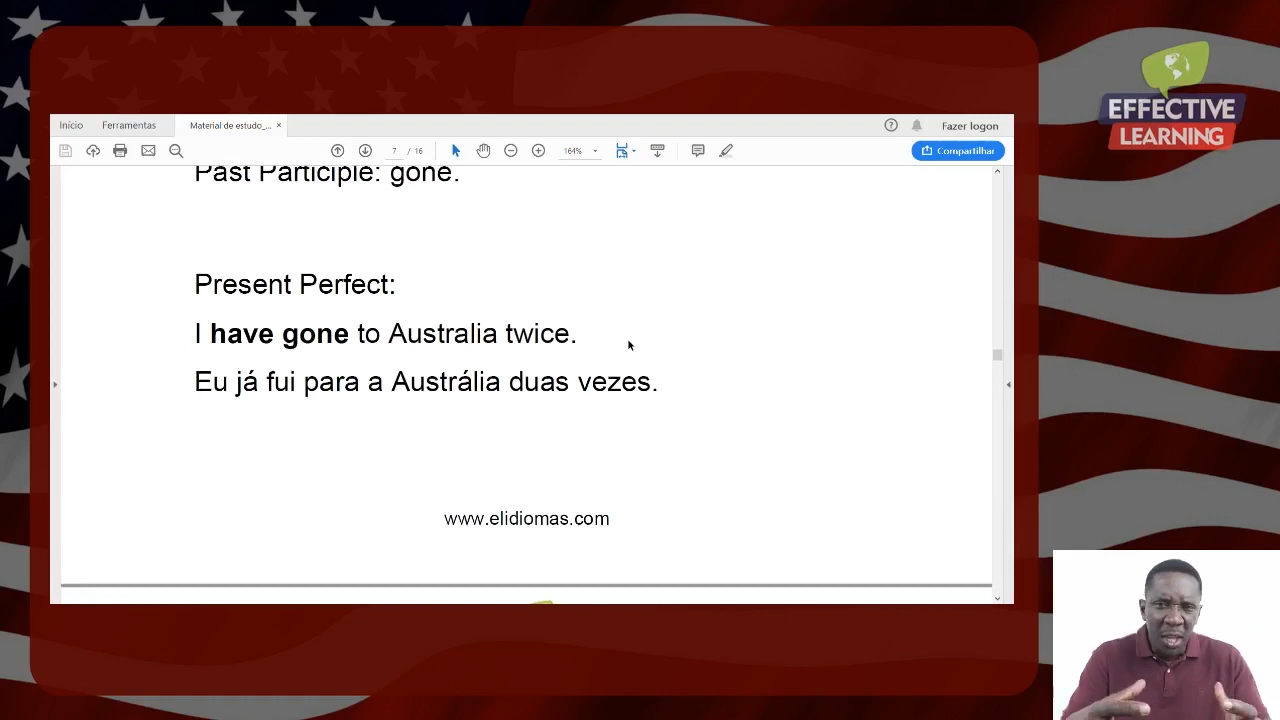 EFFECTIVE
LEARNING
Início Ferramentas Material de estudo_... ×
Fazer logon
7 / 16 164% Compartilhar
Past Participle: gone.
Present Perfect:
I have gone to Australia twice.
Eu já fui para a Austrália duas vezes.
www.elidiomas.com